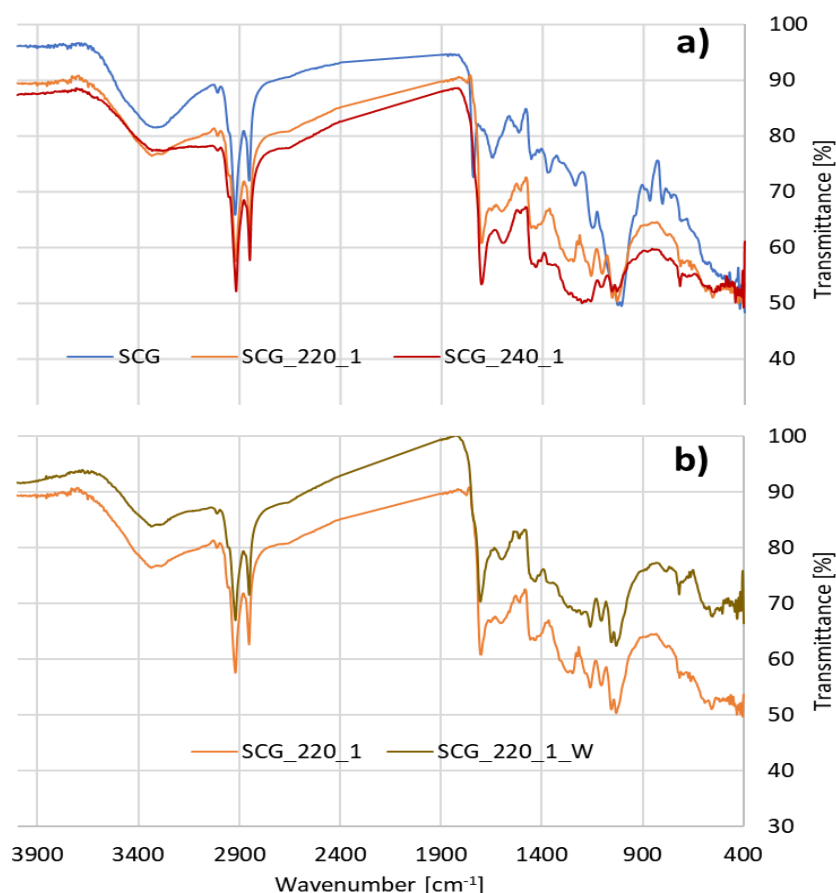 a)
100
90
80
70
60
50
40
Transmittance [%]
SCG SCG_220_1 SCG_240_1
b)
100
90
80
70
60
50
40
30
Transmittance [%]
SCG_220_1 SCG_220_1_W
3900 3400 2900 2400 1900 1400 900 400
Wavenumber [cm⁻¹]